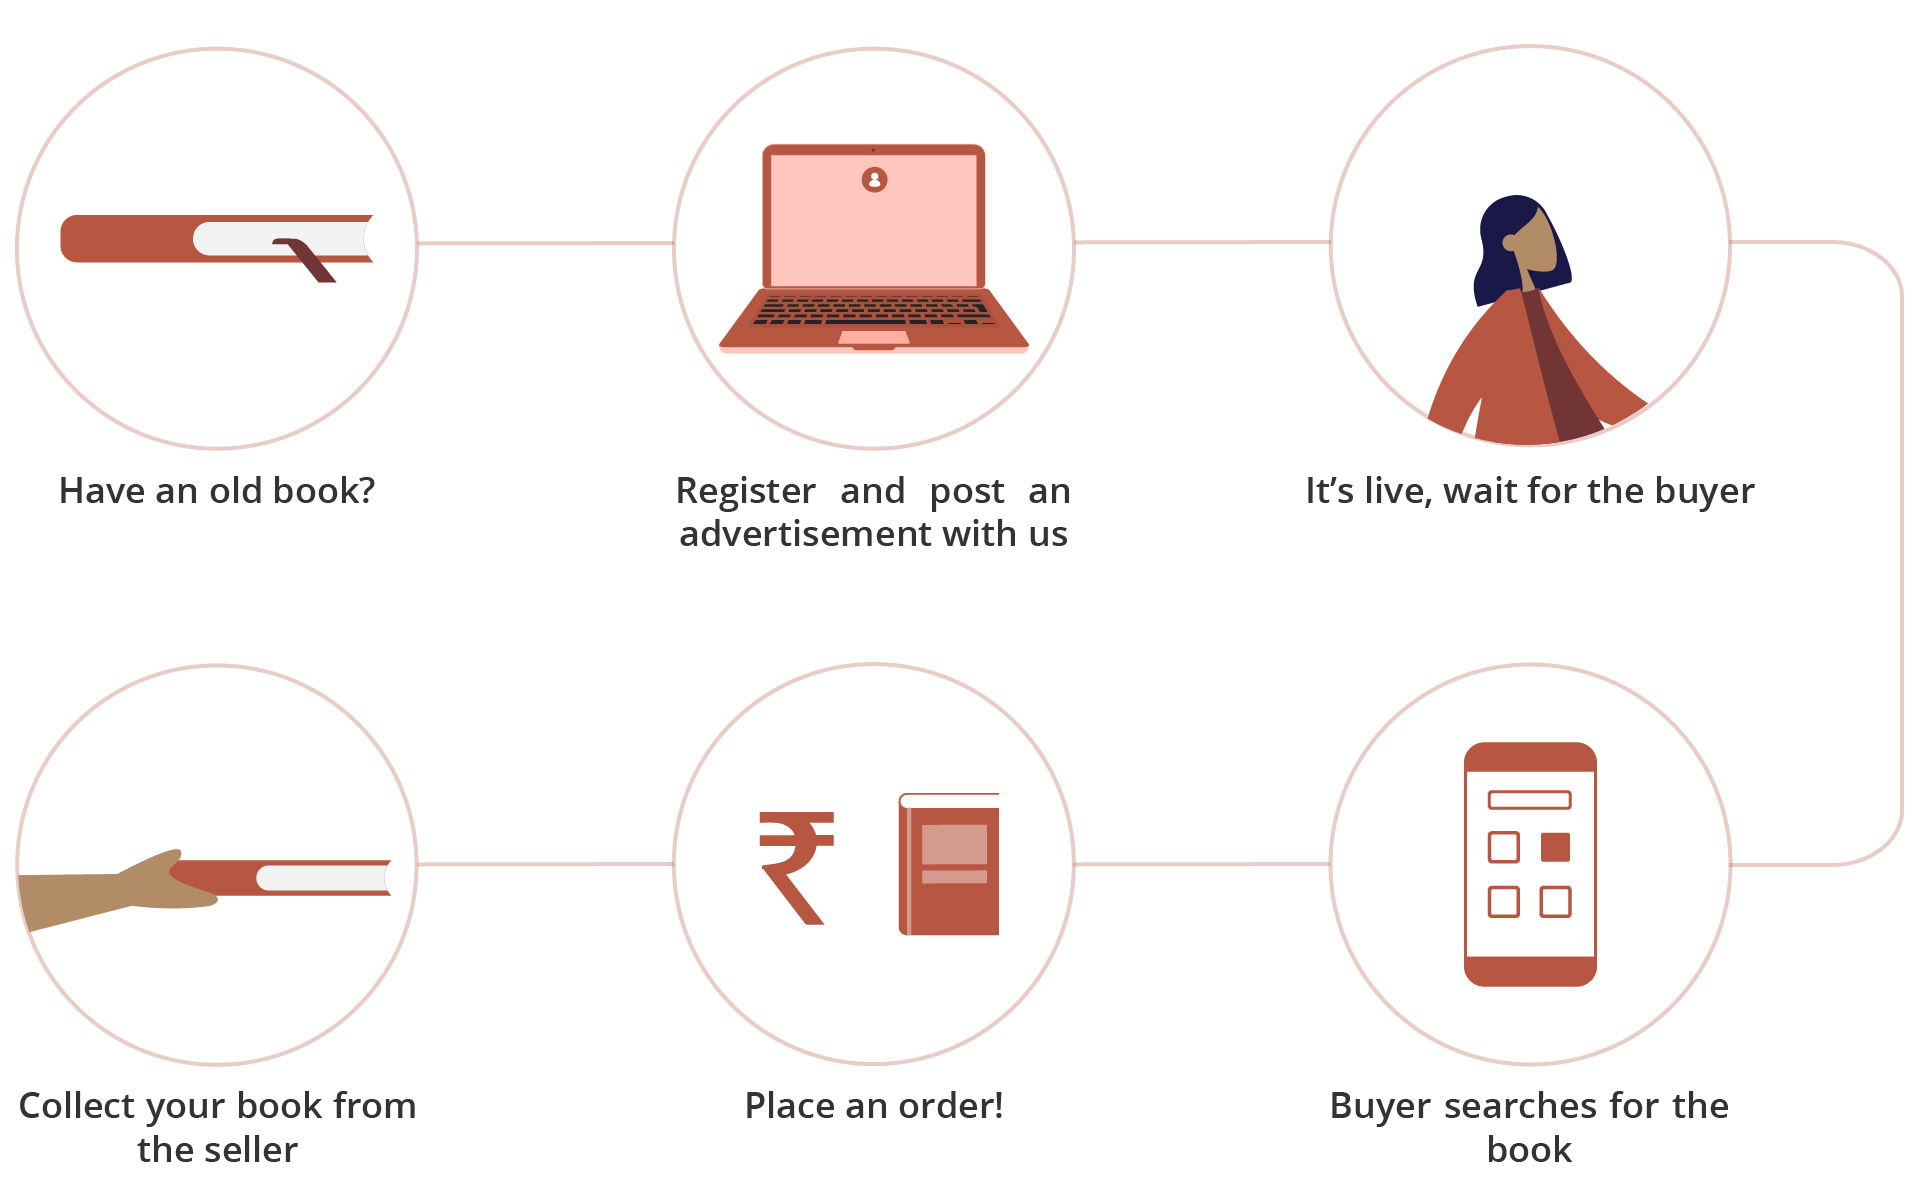 Have an old book?
Register and post an
advertisement with us
It’s live, wait for the buyer
₹
Collect your book from
the seller
Place an order!
Buyer searches for the
book